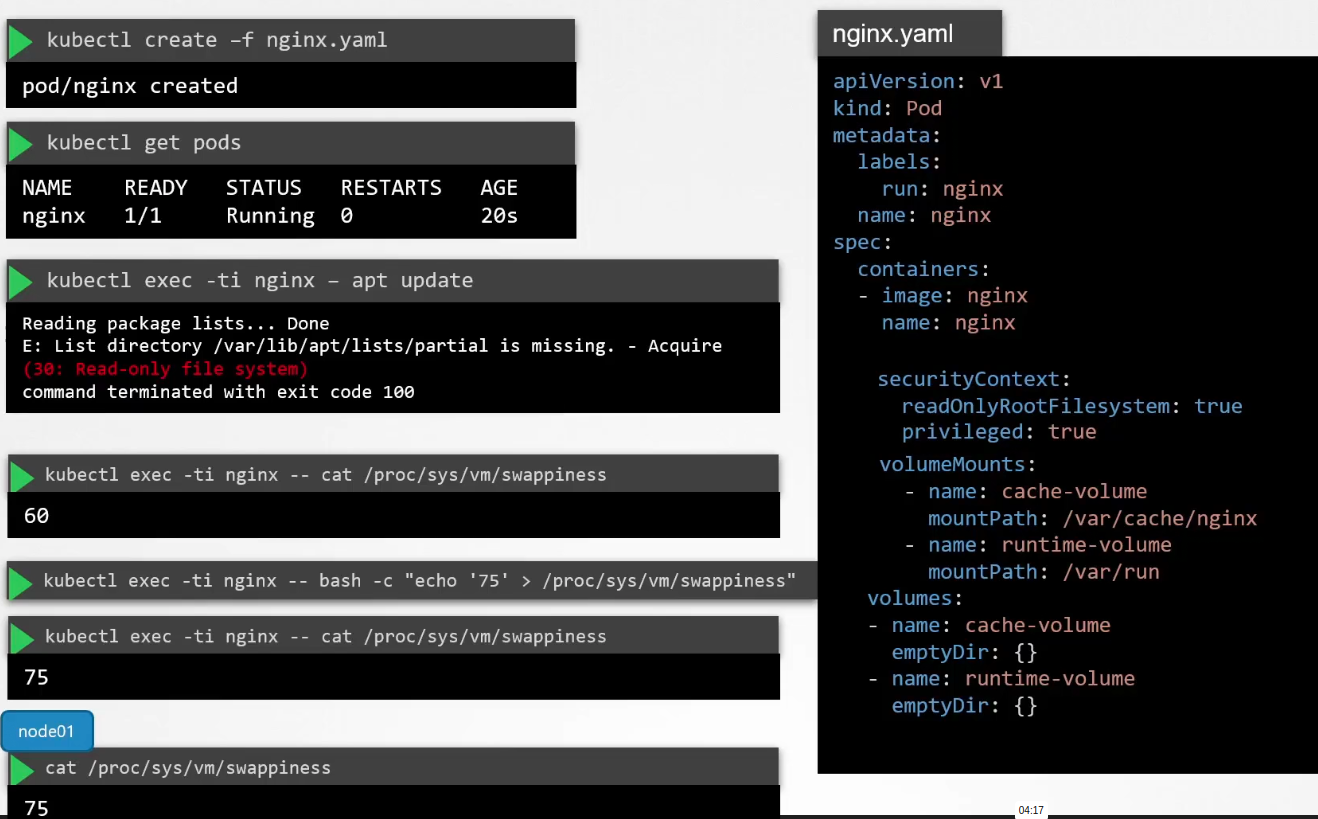 kubectl create –f nginx.yaml
pod/nginx created
kubectl get pods
NAME READY STATUS RESTARTS AGE
nginx 1/1 Running 0 20s
kubectl exec -ti nginx – apt update
Reading package lists... Done
E: List directory /var/lib/apt/lists/partial is missing. - Acquire
(30: Read-only file system)
command terminated with exit code 100
kubectl exec -ti nginx -- cat /proc/sys/vm/swappiness
60
kubectl exec -ti nginx -- bash -c "echo '75' > /proc/sys/vm/swappiness"
kubectl exec -ti nginx -- cat /proc/sys/vm/swappiness
75
node01
cat /proc/sys/vm/swappiness
75
nginx.yaml
apiVersion: v1
kind: Pod
metadata:
  labels:
    run: nginx
  name: nginx
spec:
  containers:
  - image: nginx
    name: nginx
    securityContext:
      readOnlyRootFilesystem: true
      privileged: true
    volumeMounts:
      - name: cache-volume
        mountPath: /var/cache/nginx
      - name: runtime-volume
        mountPath: /var/run
  volumes:
  - name: cache-volume
    emptyDir: {}
  - name: runtime-volume
    emptyDir: {}
04:17